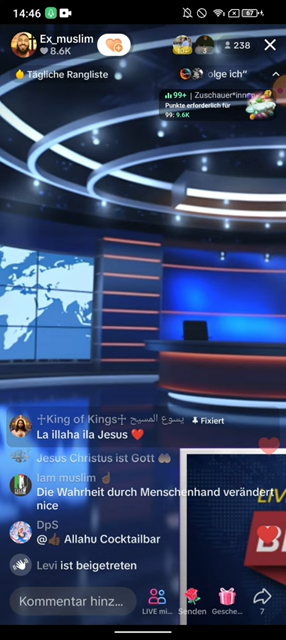 14:46
67
Ex_muslim
8.6K
238
Tägliche Rangliste
olge ich"
99+ | Zuschauer*innen
Punkte erforderlich für
99: 9.6K
☩King of Kings☩ يسوع المسيح Fixiert
La illaha ila Jesus ❤️
Jesus Christus ist Gott 🤲
Iam muslim ☝
Die Wahrheit durch Menschenhand verändert
nice
DpS
@👍🏾 Allahu Cocktailbar
Levi ist beigetreten
LIV
Kommentar hinz...
LIVE mi...
Senden
Gesche...
7